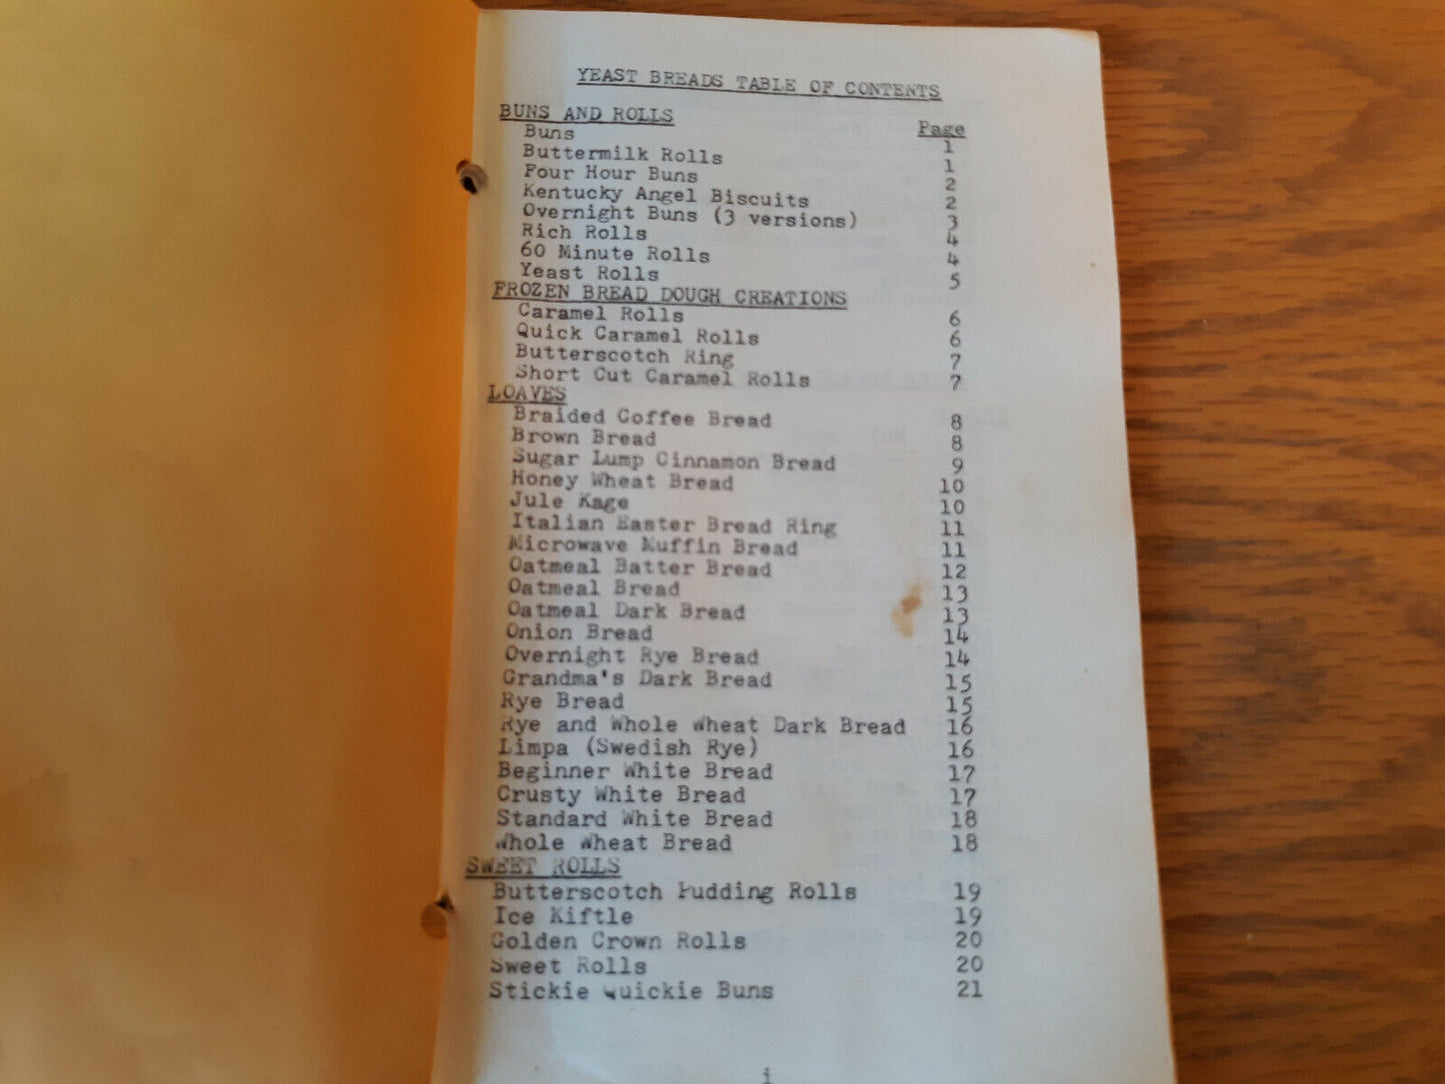 YEAST BREADS TABLE OF CONTENTS
BUNS AND ROLLS Page
Buns 1
Buttermilk Rolls 1
Four Hour Buns 2
Kentucky Angel Biscuits 2
Overnight Buns (3 versions) 3
Rich Rolls 4
60 Minute Rolls 4
Yeast Rolls 5
FROZEN BREAD DOUGH CREATIONS
Caramel Rolls 6
Quick Caramel Rolls 6
Butterscotch Ring 7
Short Cut Caramel Rolls 7
LOAVES
Braided Coffee Bread 8
Brown Bread 8
Sugar Lump Cinnamon Bread 9
Honey Wheat Bread 10
Jule Kage 10
Italian Easter Bread Ring 11
Microwave Muffin Bread 11
Oatmeal Batter Bread 12
Oatmeal Bread 13
Oatmeal Dark Bread 13
Onion Bread 14
Overnight Rye Bread 14
Grandma's Dark Bread 15
Rye Bread 15
Rye and Whole Wheat Dark Bread 16
Limpa (Swedish Rye) 16
Beginner White Bread 17
Crusty White Bread 17
Standard White Bread 18
Whole Wheat Bread 18
SWEET ROLLS
Butterscotch Pudding Rolls 19
Ice Kiftle 19
Golden Crown Rolls 20
Sweet Rolls 20
Stickie Quickie Buns 21
i